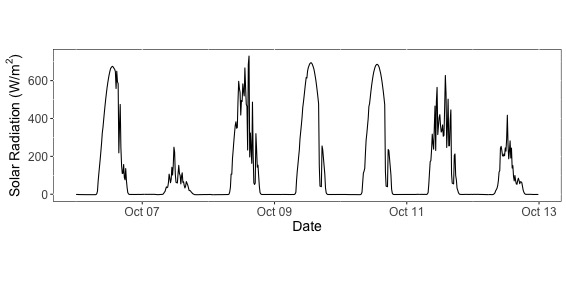 Solar Radiation (W/m²)
600
400
200
0
Oct 07
Oct 09
Oct 11
Oct 13
Date